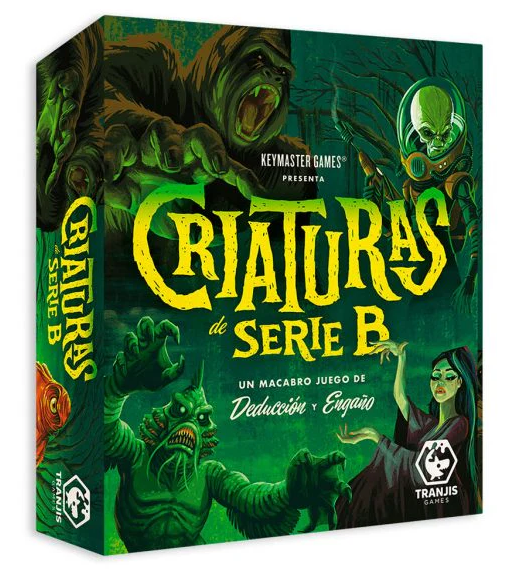 KEYMASTER GAMES®
PRESENTA
CRIATURAS
de
SERIE B
UN MACABRO JUEGO DE
Deducción Y Engaño
TRANJIS
GAMES
CRIATURAS
de
SERIE B
TRANJIS
GAMES